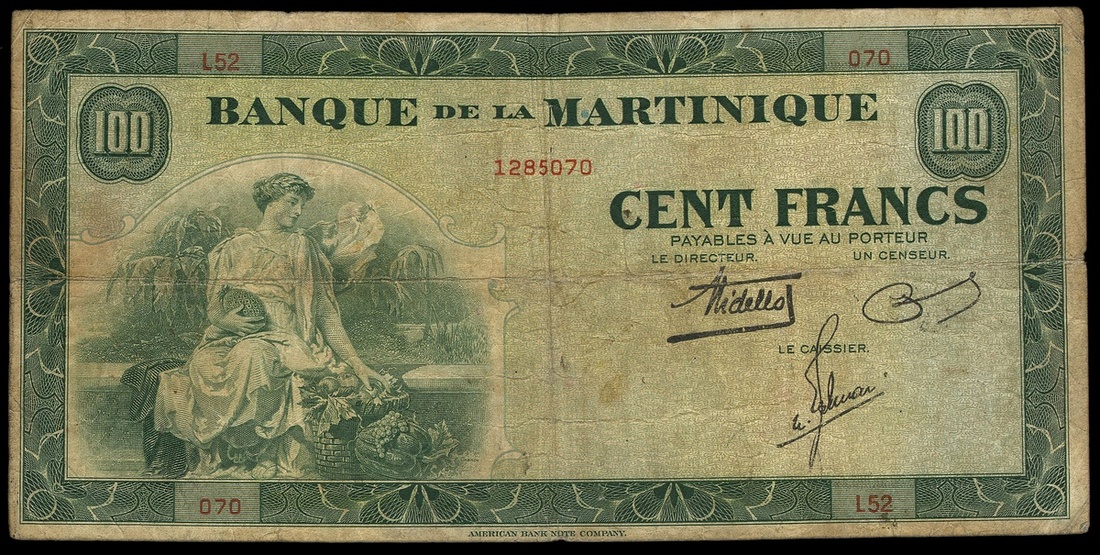 L52 070
100 BANQUE DE LA MARTINIQUE 100
1285070
CENT FRANCS
PAYABLES À VUE AU PORTEUR
LE DIRECTEUR. UN CENSEUR.
LE CAISSIER.
070 L52
AMERICAN BANK NOTE COMPANY.